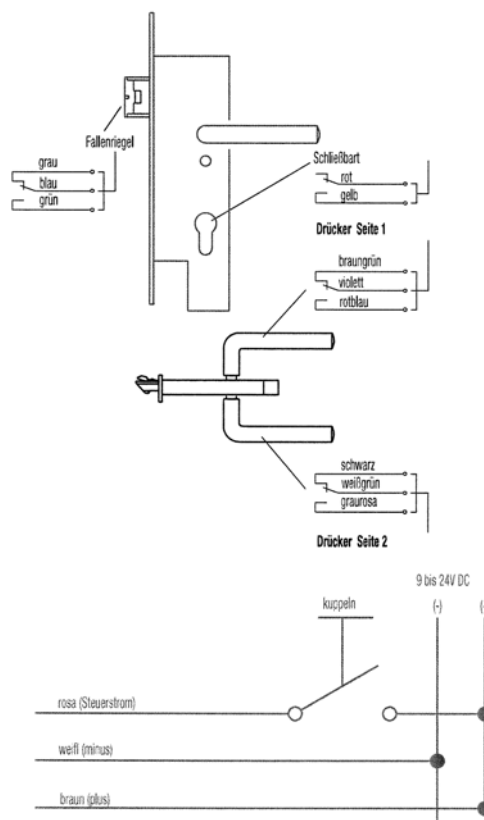 Fallenriegel
grau
blau
grün
Schließbart
rot
gelb
Drücker Seite 1
braungrün
violett
rotblau
schwarz
weißgrün
graurosa
Drücker Seite 2
9 bis 24V DC
kuppeln
(-)
rosa (Steuerstrom)
weifl (minus)
braun (plus)